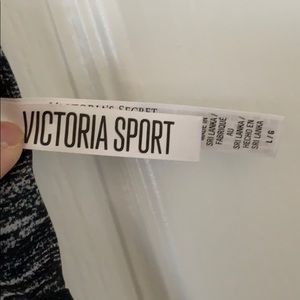 VICTORIA'S SECRET
VICTORIA SPORT
MADE IN
SRI LANKA /
FABRIQUÉ
AU
SRI LANKA /
HECHO EN
SRI LANKA
L / G